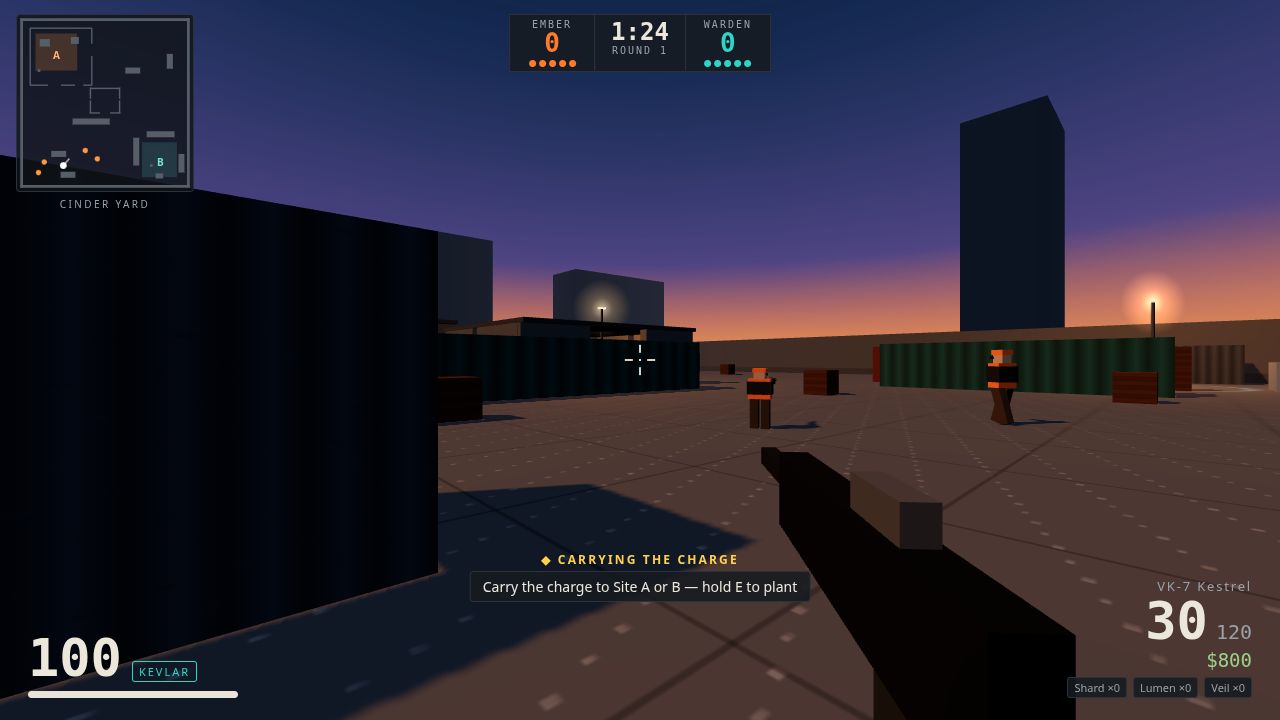 A
B
CINDER YARD
EMBER
0
1:24
ROUND 1
WARDEN
0
◆ CARRYING THE CHARGE
Carry the charge to Site A or B — hold E to plant
100
KEVLAR
VK-7 Kestrel
30 120
$800
Shard ×0 Lumen ×0 Veil ×0